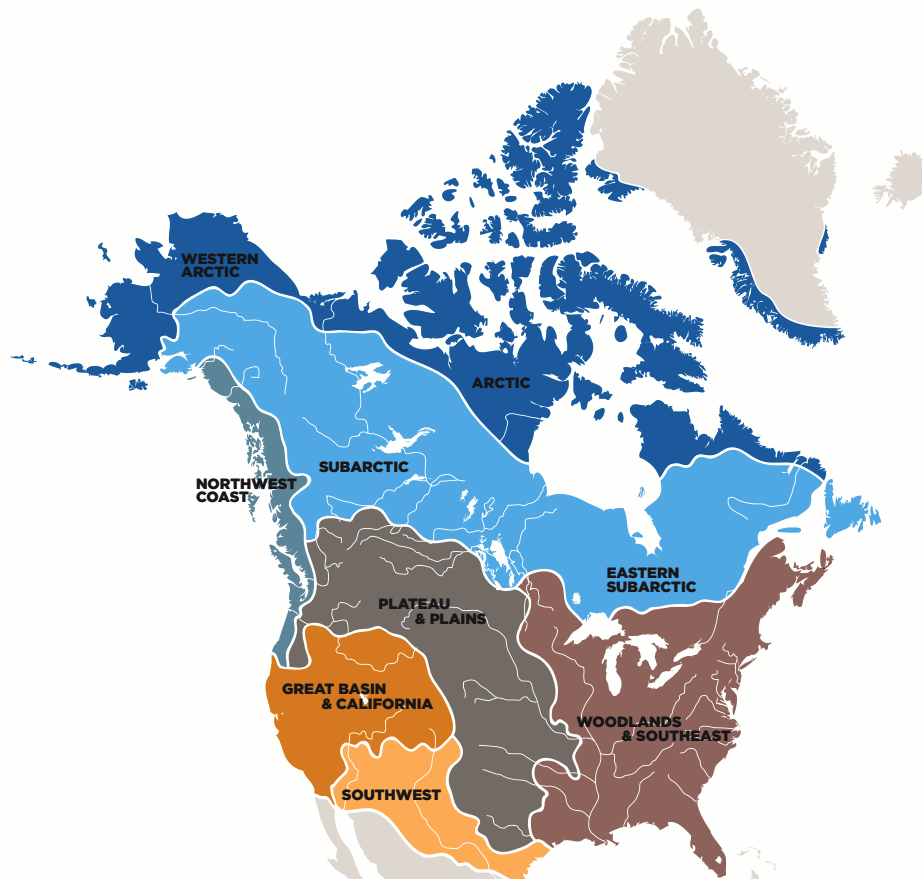 WESTERN
ARCTIC
ARCTIC
SUBARCTIC
NORTHWEST
COAST
EASTERN
SUBARCTIC
PLATEAU
& PLAINS
GREAT BASIN
& CALIFORNIA
WOODLANDS
& SOUTHEAST
SOUTHWEST